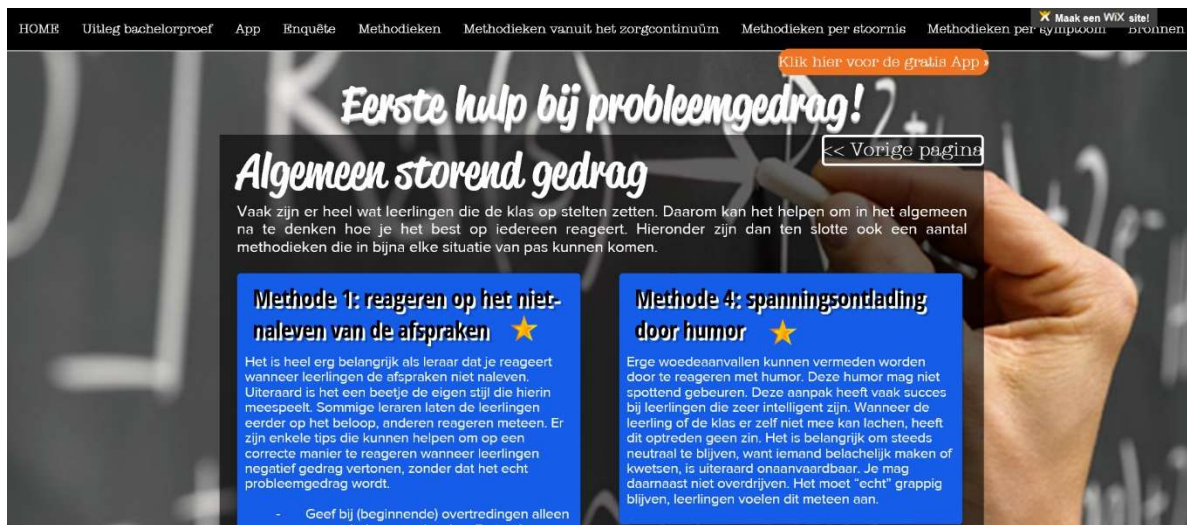 Maak een WiX site!
HOME Uitleg bachelorproef App Enquête Methodieken Methodieken vanuit het zorgcontinuüm Methodieken per stoornis Methodieken per symptoom Bronnen
Klik hier voor de gratis App »
Eerste hulp bij probleemgedrag!
<< Vorige pagina
Algemeen storend gedrag
Vaak zijn er heel wat leerlingen die de klas op stelten zetten. Daarom kan het helpen om in het algemeen
na te denken hoe je het best op iedereen reageert. Hieronder zijn dan ten slotte ook een aantal
methodieken die in bijna elke situatie van pas kunnen komen.
Methode 1: reageren op het niet-
naleven van de afspraken
Het is heel erg belangrijk als leraar dat je reageert
wanneer leerlingen de afspraken niet naleven.
Uiteraard is het een beetje de eigen stijl die hierin
meespeelt. Sommige leraren laten de leerlingen
eerder op het beloop, anderen reageren meteen. Er
zijn enkele tips die kunnen helpen om op een
correcte manier te reageren wanneer leerlingen
negatief gedrag vertonen, zonder dat het echt
probleemgedrag wordt.
- Geef bij (beginnende) overtredingen alleen
Methode 4: spanningsontlading
door humor
Erge woedeaanvallen kunnen vermeden worden
door te reageren met humor. Deze humor mag niet
spottend gebeuren. Deze aanpak heeft vaak succes
bij leerlingen die zeer intelligent zijn. Wanneer de
leerling of de klas er zelf niet mee kan lachen, heeft
dit optreden geen zin. Het is belangrijk om steeds
neutraal te blijven, want iemand belachelijk maken of
kwetsen, is uiteraard onaanvaardbaar. Je mag
daarnaast niet overdrijven. Het moet “echt” grappig
blijven, leerlingen voelen dit meteen aan.